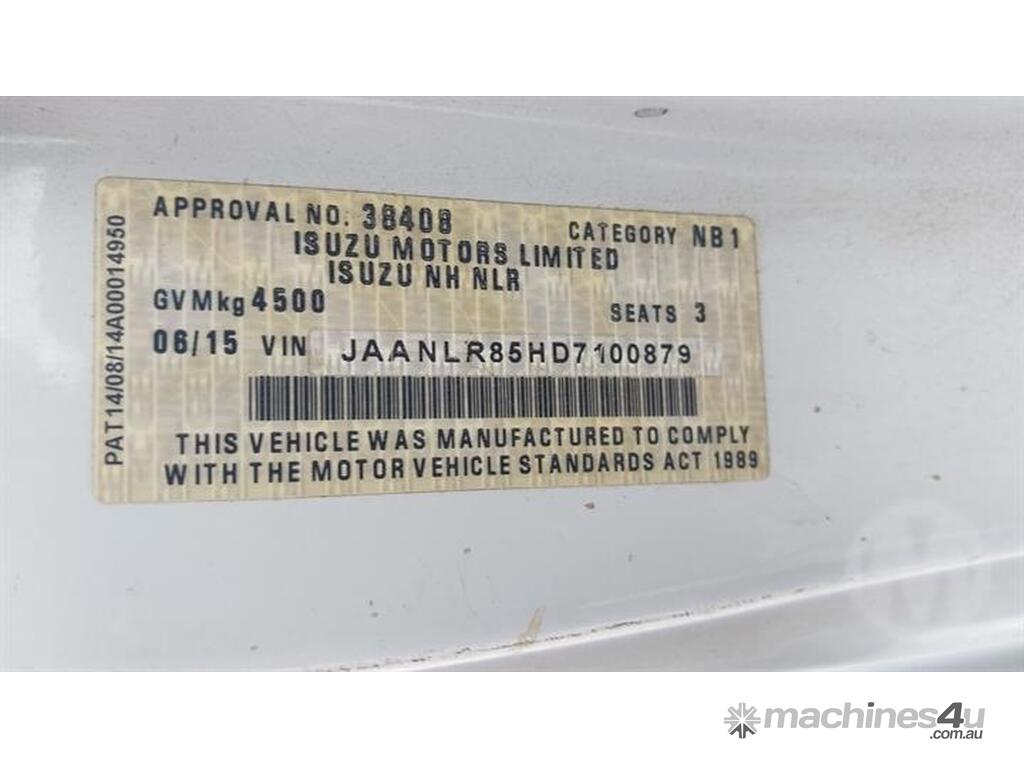 APPROVAL NO. 38408 CATEGORY NB1
ISUZU MOTORS LIMITED
ISUZU NH NLR
GVMkg 4500 SEATS 3
06/15 VIN JAANLR85HD7100879
THIS VEHICLE WAS MANUFACTURED TO COMPLY
WITH THE MOTOR VEHICLE STANDARDS ACT 1989
PAT14/08/14A000014950
machines4u
.com.au